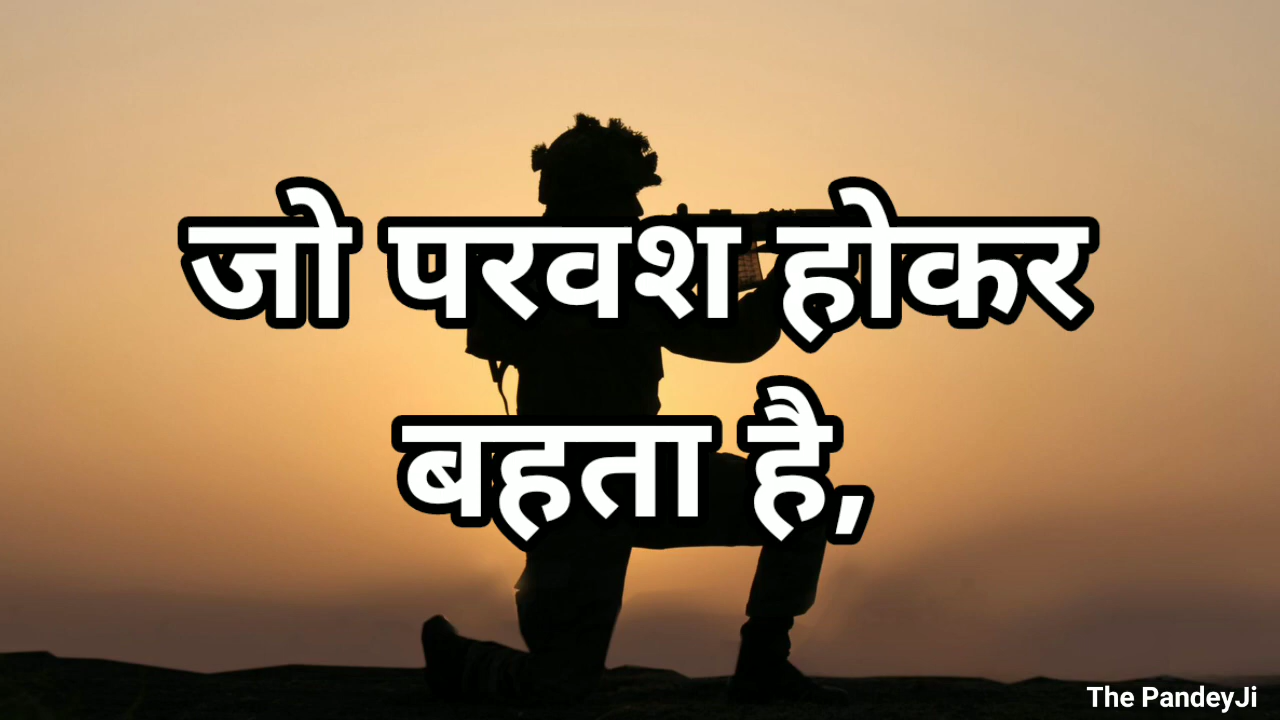 जो परवश होकर
बहता है,
The PandeyJi